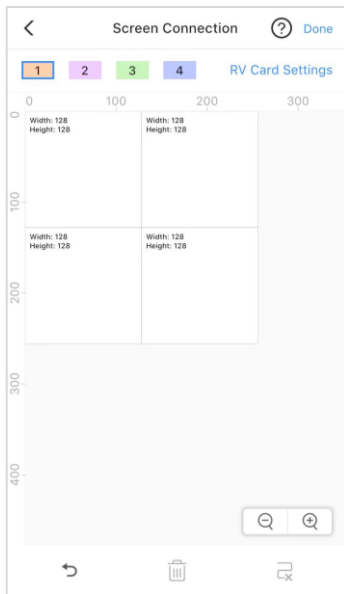 Screen Connection
?
Done
1 2 3 4
RV Card Settings
0 100 200 300
0
Width: 128 Width: 128
Height: 128 Height: 128
100
Width: 128 Width: 128
Height: 128 Height: 128
200
300
400